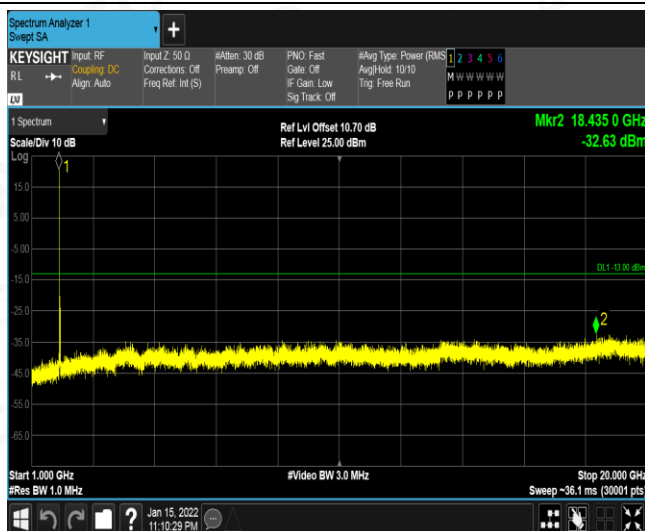 Spectrum Analyzer 1
Swept SA
+
KEYSIGHT Input: RF Input Z: 50 Ω #Atten: 30 dB PNO: Fast #Avg Type: Power (RMS 1 2 3 4 5 6
RL Coupling: DC Corrections: Off Preamp: Off Gate: Off Avg|Hold: 10/10 M W W W W W
Align: Auto Freq Ref: Int (S) IF Gain: Low Trig: Free Run
Sig Track: Off P P P P P P
LXI
1 Spectrum Ref Lvl Offset 10.70 dB Mkr2 18.435 0 GHz
Scale/Div 10 dB Ref Level 25.00 dBm -32.63 dBm
Log
1
15.0
5.00
-5.00
DL1 -13.00 dBm
-15.0
-25.0
2
-35.0
-45.0
-55.0
-65.0
Start 1.000 GHz #Video BW 3.0 MHz Stop 20.000 GHz
#Res BW 1.0 MHz Sweep ~36.1 ms (30001 pts)
? Jan 15, 2022
11:10:29 PM